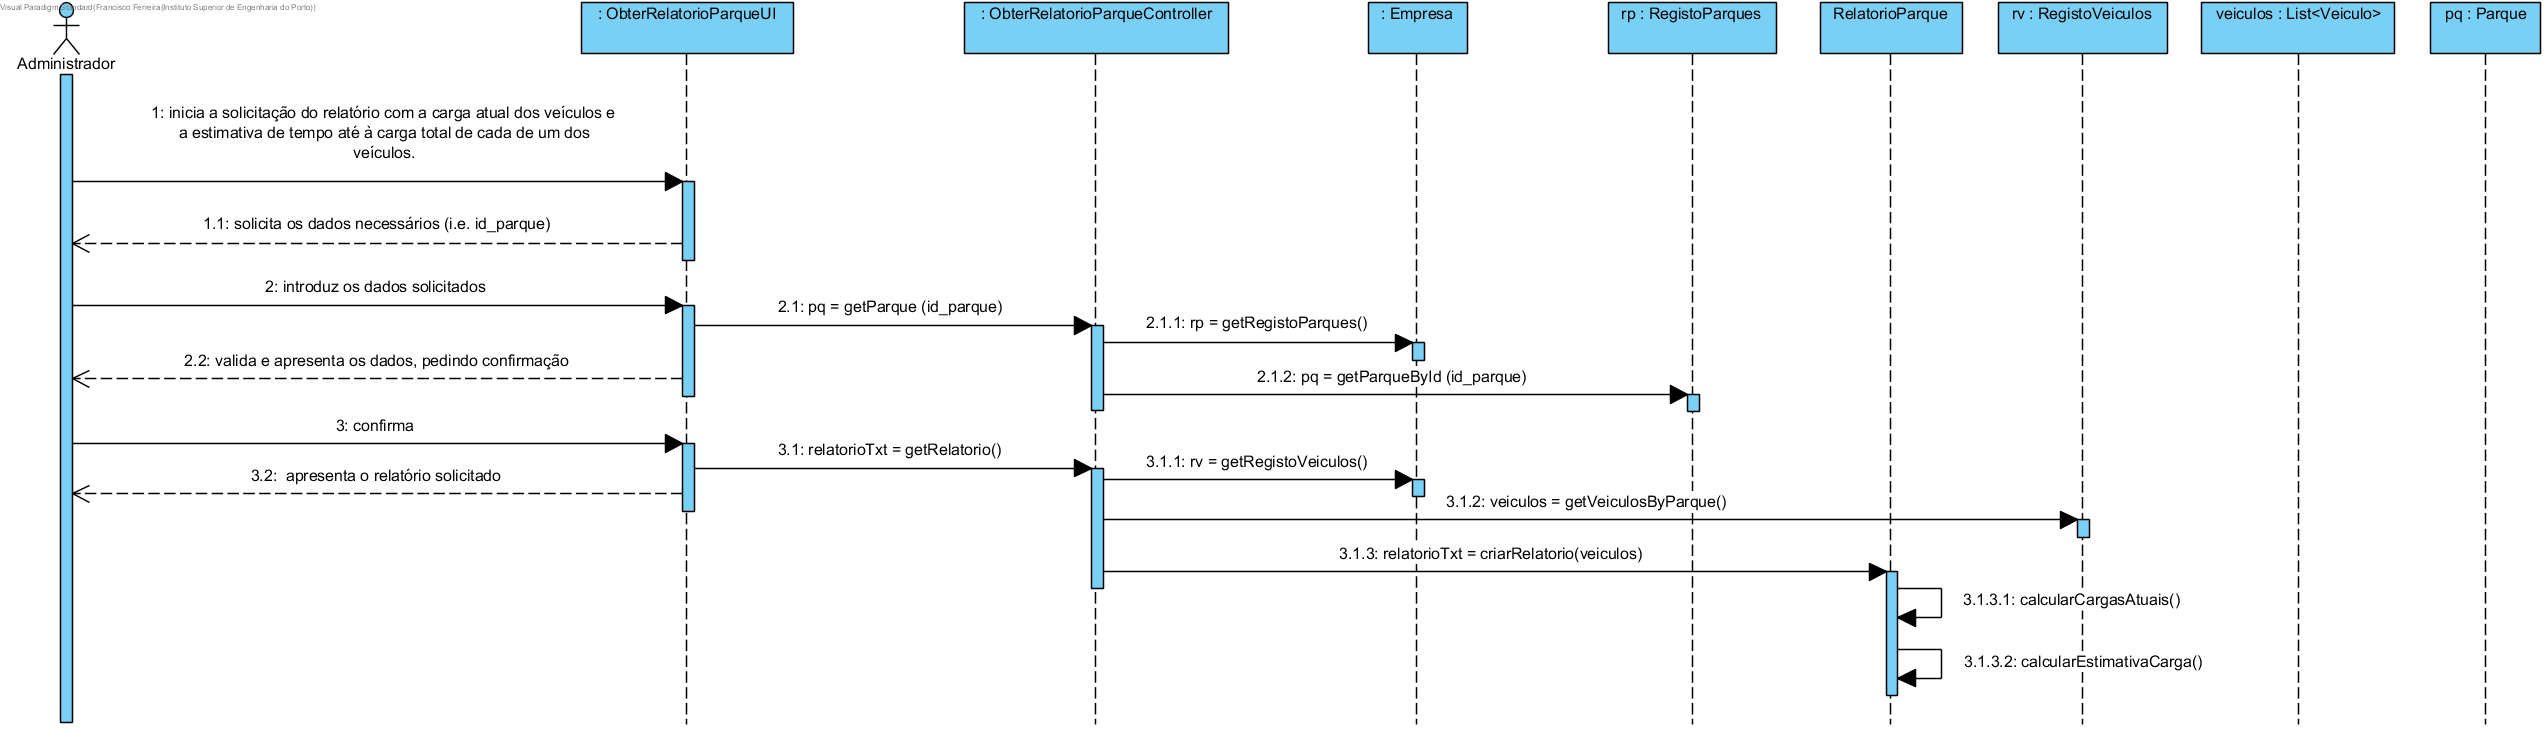 Visual Paradigm Standard(Francisco Ferreira(Instituto Superior de Engenharia do Porto))
: ObterRelatorioParqueUI
: ObterRelatorioParqueController
: Empresa
rp : RegistoParques
RelatorioParque
rv : RegistoVeiculos
veiculos : List<Veiculo>
pq : Parque
Administrador
1: inicia a solicitação do relatório com a carga atual dos veículos e
a estimativa de tempo até à carga total de cada de um dos
veículos.
1.1: solicita os dados necessários (i.e. id_parque)
2: introduz os dados solicitados
2.1: pq = getParque (id_parque)
2.1.1: rp = getRegistoParques()
2.2: valida e apresenta os dados, pedindo confirmação
2.1.2: pq = getParqueById (id_parque)
3: confirma
3.1: relatorioTxt = getRelatorio()
3.1.1: rv = getRegistoVeiculos()
3.2:  apresenta o relatório solicitado
3.1.2: veiculos = getVeiculosByParque()
3.1.3: relatorioTxt = criarRelatorio(veiculos)
3.1.3.1: calcularCargasAtuais()
3.1.3.2: calcularEstimativaCarga()